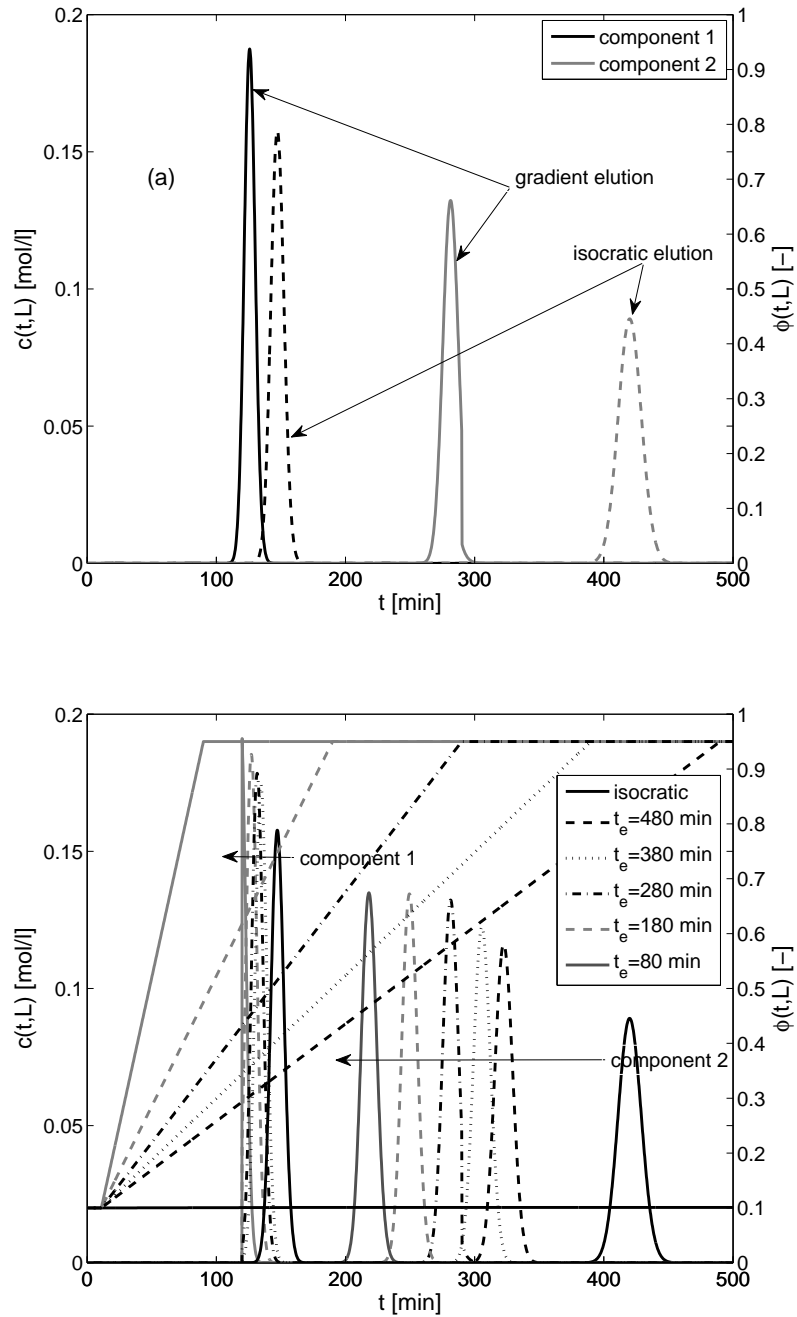 component 1
component 2
(a)
gradient elution
isocratic elution
c(t,L) [mol/l]
ϕ(t,L) [−]
0.2
0.15
0.1
0.05
0
1
0.9
0.8
0.7
0.6
0.5
0.4
0.3
0.2
0.1
0
0 100 200 300 400 500
t [min]
isocratic
t_e=480 min
t_e=380 min
t_e=280 min
t_e=180 min
t_e=80 min
component 1
component 2
c(t,L) [mol/l]
ϕ(t,L) [−]
0.2
0.15
0.1
0.05
0
1
0.9
0.8
0.7
0.6
0.5
0.4
0.3
0.2
0.1
0
0 100 200 300 400 500
t [min]